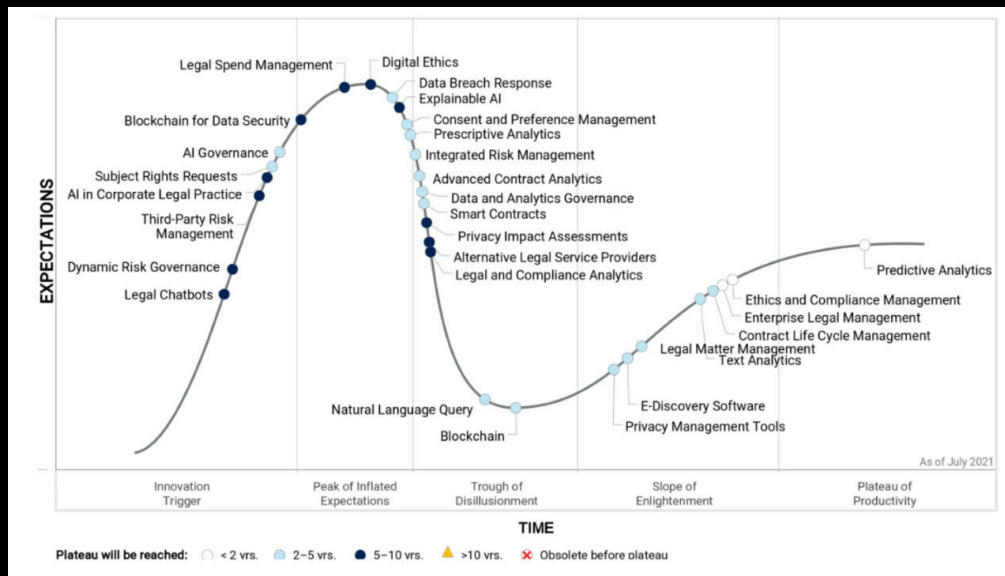 Legal Spend Management
Digital Ethics
Data Breach Response
Explainable AI
Blockchain for Data Security
Consent and Preference Management
Prescriptive Analytics
AI Governance
Integrated Risk Management
Subject Rights Requests
Advanced Contract Analytics
AI in Corporate Legal Practice
Data and Analytics Governance
Smart Contracts
Third-Party Risk
Management
Privacy Impact Assessments
Alternative Legal Service Providers
Dynamic Risk Governance
Legal and Compliance Analytics
Legal Chatbots
EXPECTATIONS
Predictive Analytics
Ethics and Compliance Management
Enterprise Legal Management
Contract Life Cycle Management
Legal Matter Management
Text Analytics
Natural Language Query
E-Discovery Software
Privacy Management Tools
Blockchain
As of July 2021
Innovation
Trigger
Peak of Inflated
Expectations
Trough of
Disillusionment
Slope of
Enlightenment
Plateau of
Productivity
TIME
Plateau will be reached: < 2 yrs. 2–5 yrs. 5–10 yrs. >10 yrs. Obsolete before plateau